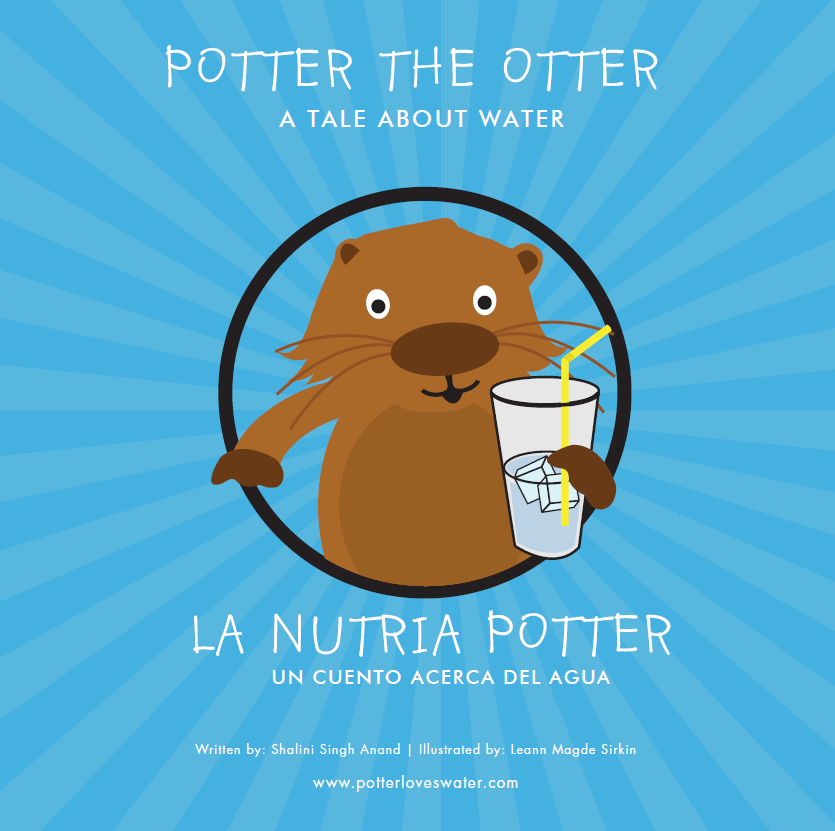 POTTER THE OTTER
A TALE ABOUT WATER
LA NUTRIA POTTER
UN CUENTO ACERCA DEL AGUA
Written by: Shalini Singh Anand | Illustrated by: Leann Magde Sirkin
www.potterloveswater.com